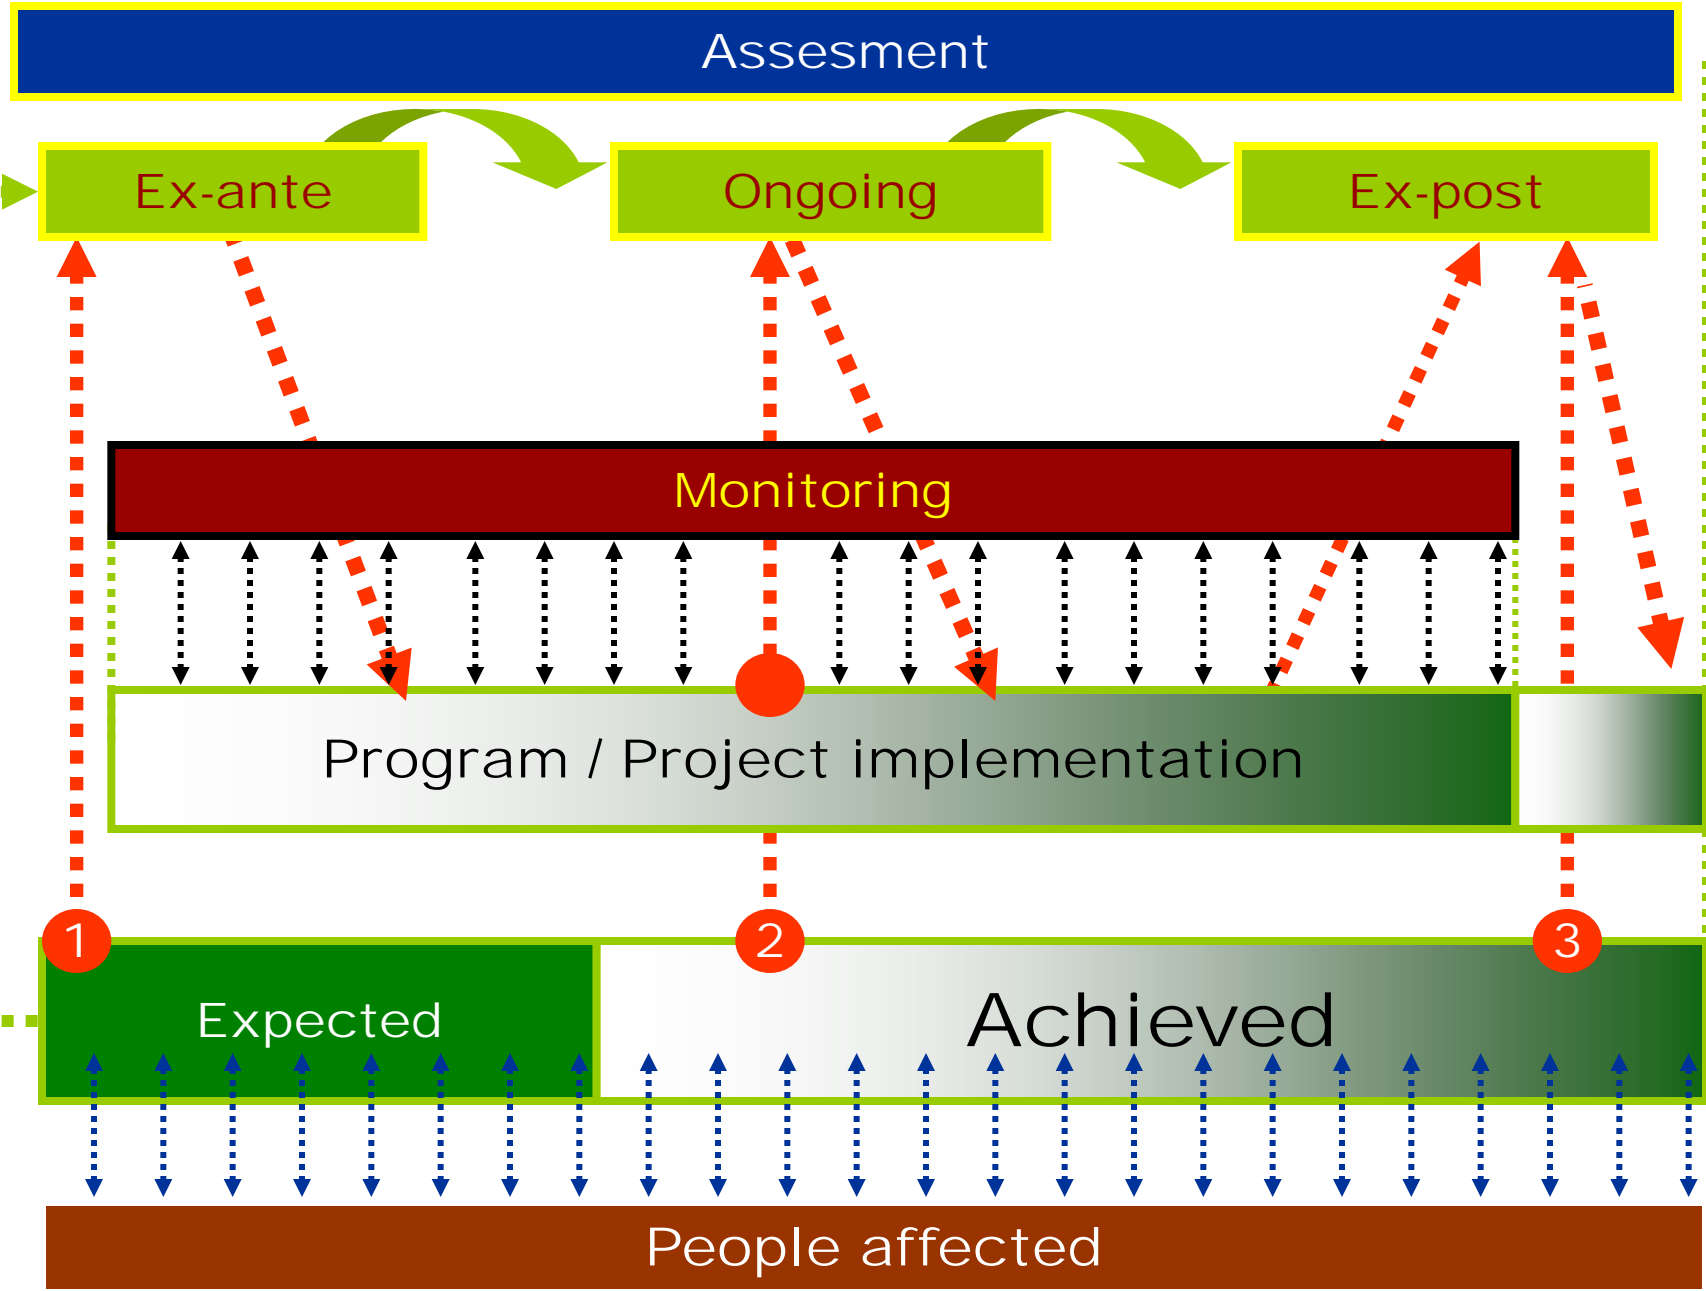 Assesment
Ex-ante
Ongoing
Ex-post
Monitoring
Program / Project implementation
1
2
3
Expected
Achieved
People affected